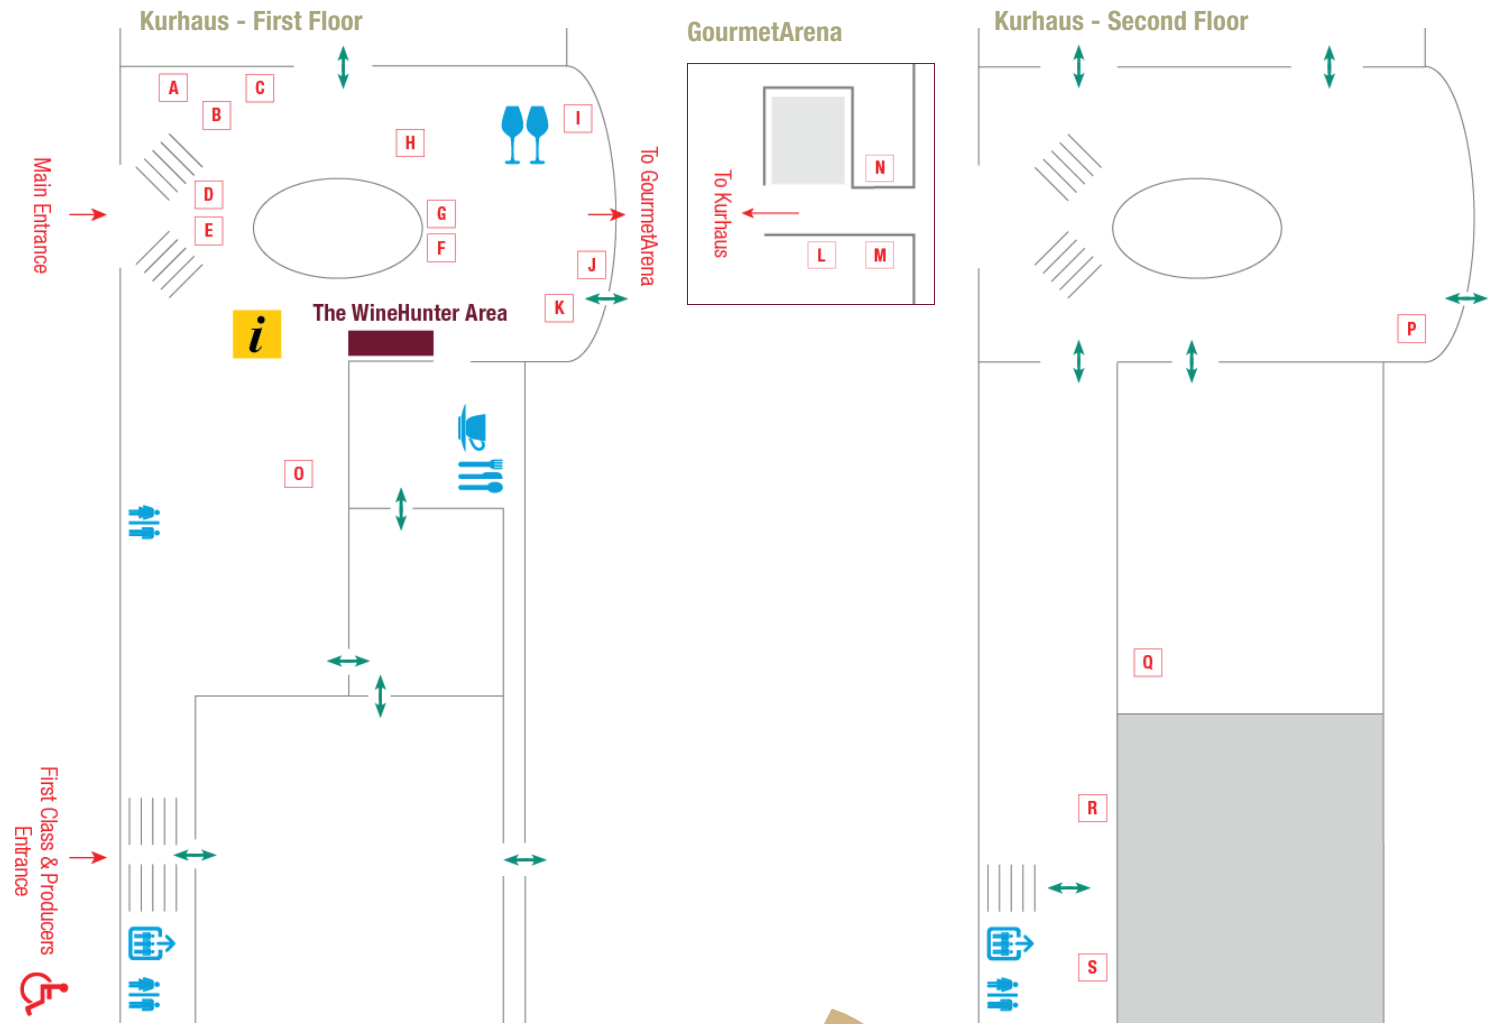 Kurhaus - First Floor
GourmetArena
Kurhaus - Second Floor
A
C
B
I
H
N
Main Entrance
D
To GourmetArena
To Kurhaus
G
E
F
L
M
J
K
The WineHunter Area
i
P
O
Q
First Class & Producers
Entrance
R
S